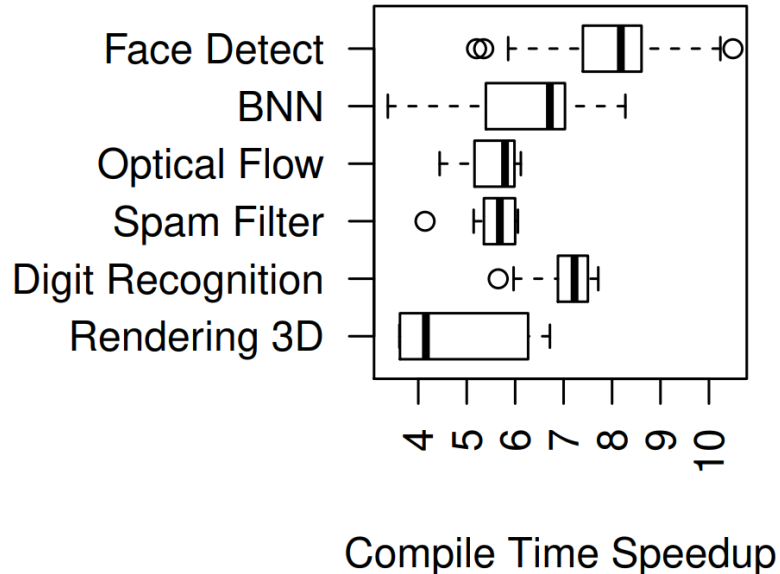 Face Detect
BNN
Optical Flow
Spam Filter
Digit Recognition
Rendering 3D
4 5 6 7 8 9 10
Compile Time Speedup